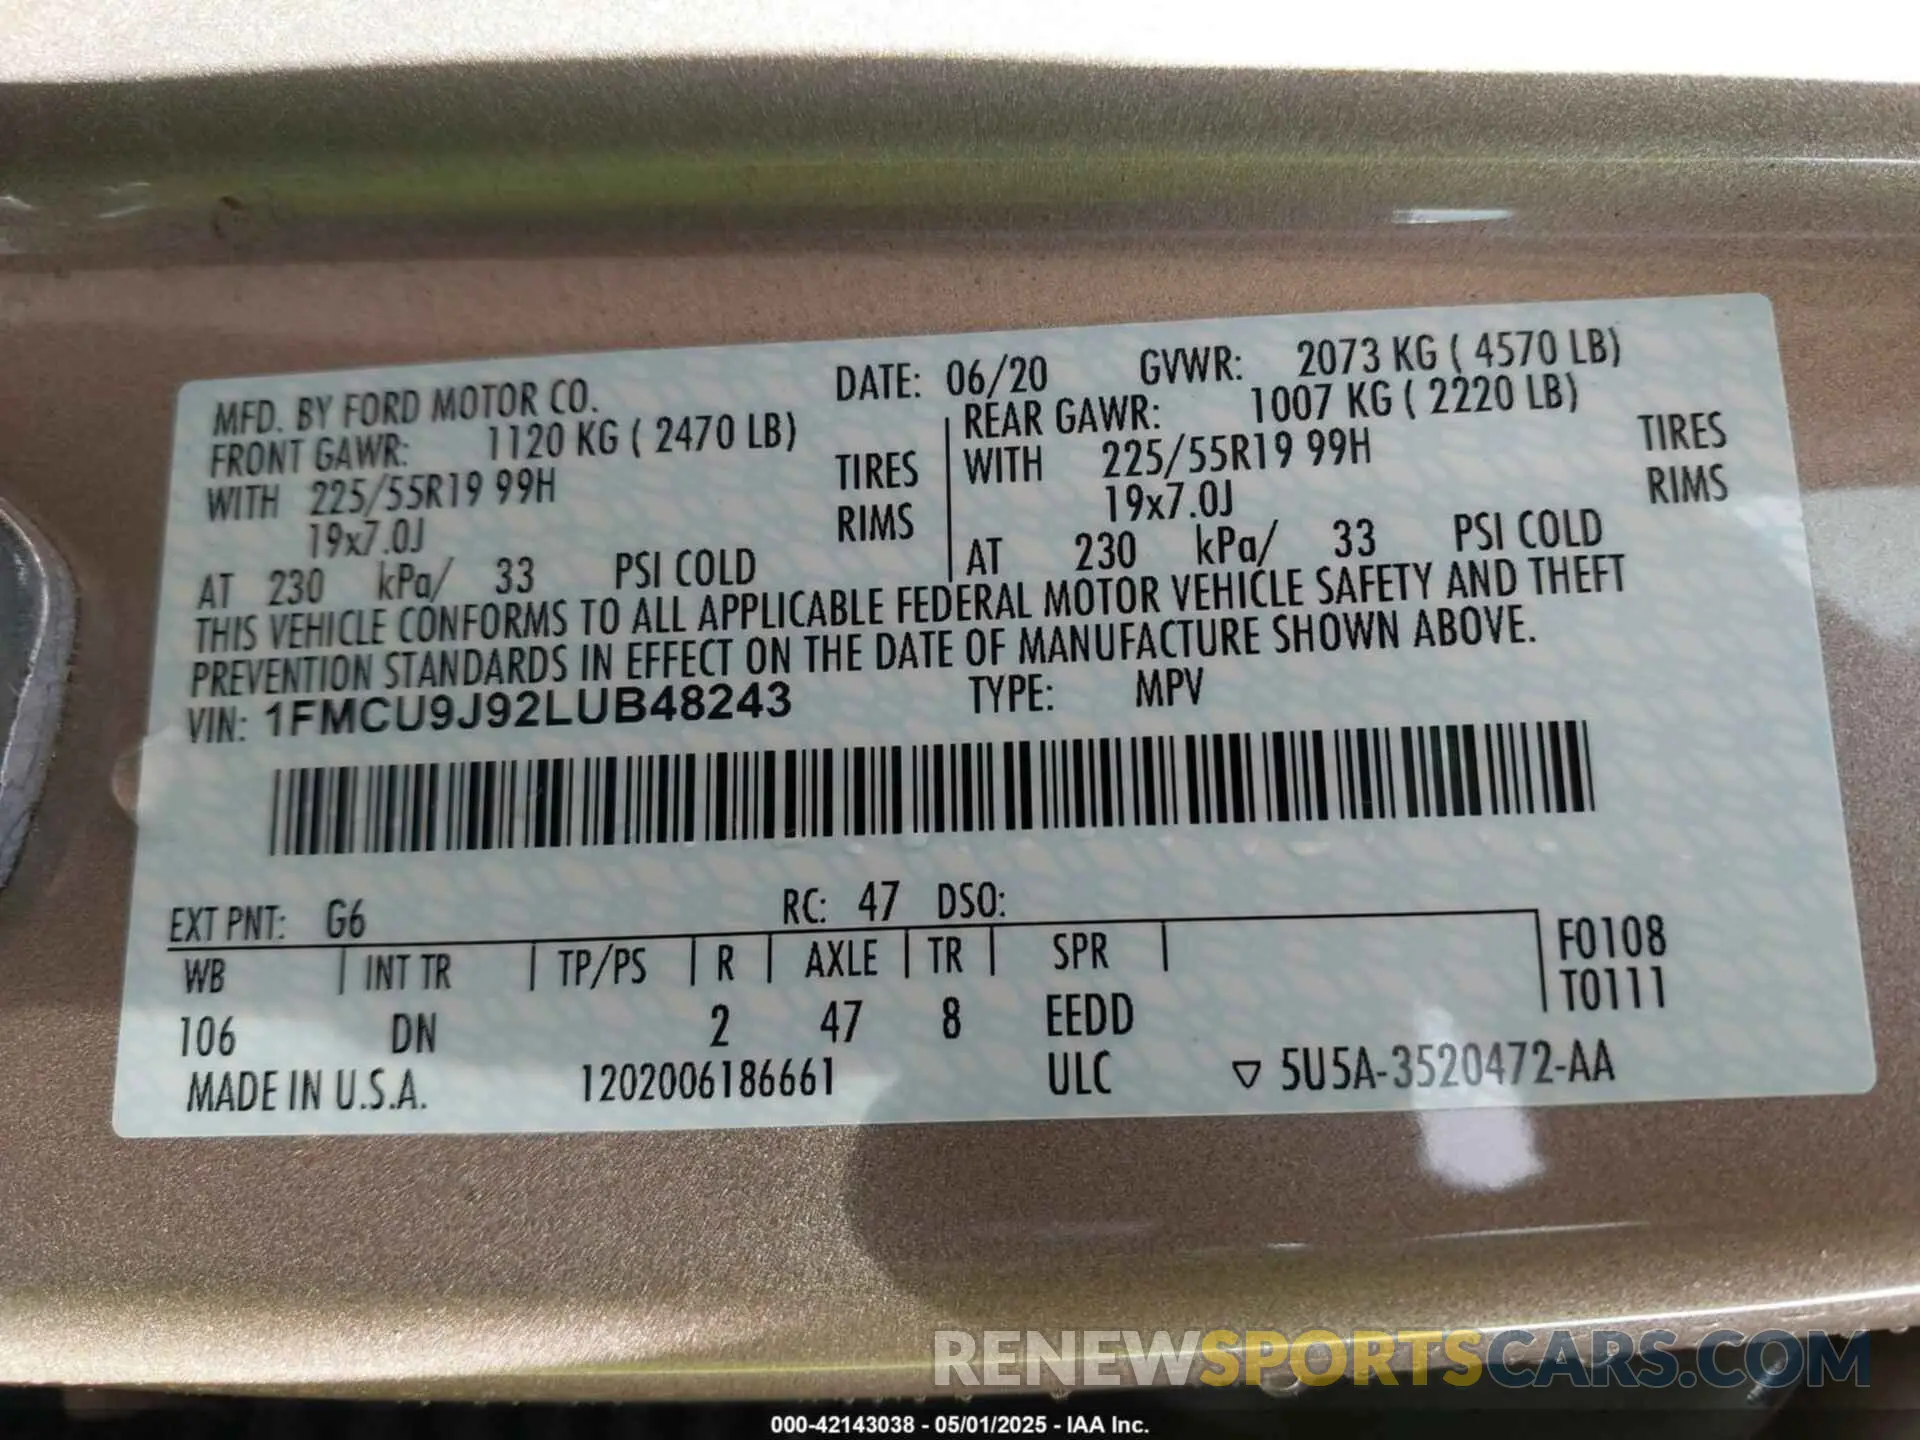 MFD. BY FORD MOTOR CO. DATE: 06/20 GVWR: 2073 KG ( 4570 LB)
FRONT GAWR: 1120 KG ( 2470 LB) REAR GAWR: 1007 KG ( 2220 LB)
WITH 225/55R19 99H TIRES WITH 225/55R19 99H TIRES
19x7.0J RIMS 19x7.0J RIMS
AT 230 kPa/ 33 PSI COLD AT 230 kPa/ 33 PSI COLD
THIS VEHICLE CONFORMS TO ALL APPLICABLE FEDERAL MOTOR VEHICLE SAFETY AND THEFT
PREVENTION STANDARDS IN EFFECT ON THE DATE OF MANUFACTURE SHOWN ABOVE.
VIN: 1FMCU9J92LUB48243 TYPE: MPV
EXT PNT: G6 RC: 47 DSO:
WB INT TR TP/PS R AXLE TR SPR F0108
T0111
106 DN 2 47 8 EEDD
MADE IN U.S.A. 1202006186661 ULC ▽ 5U5A-3520472-AA
RENEWSPORTSCARS.COM
000-42143038 - 05/01/2025 - IAA Inc.